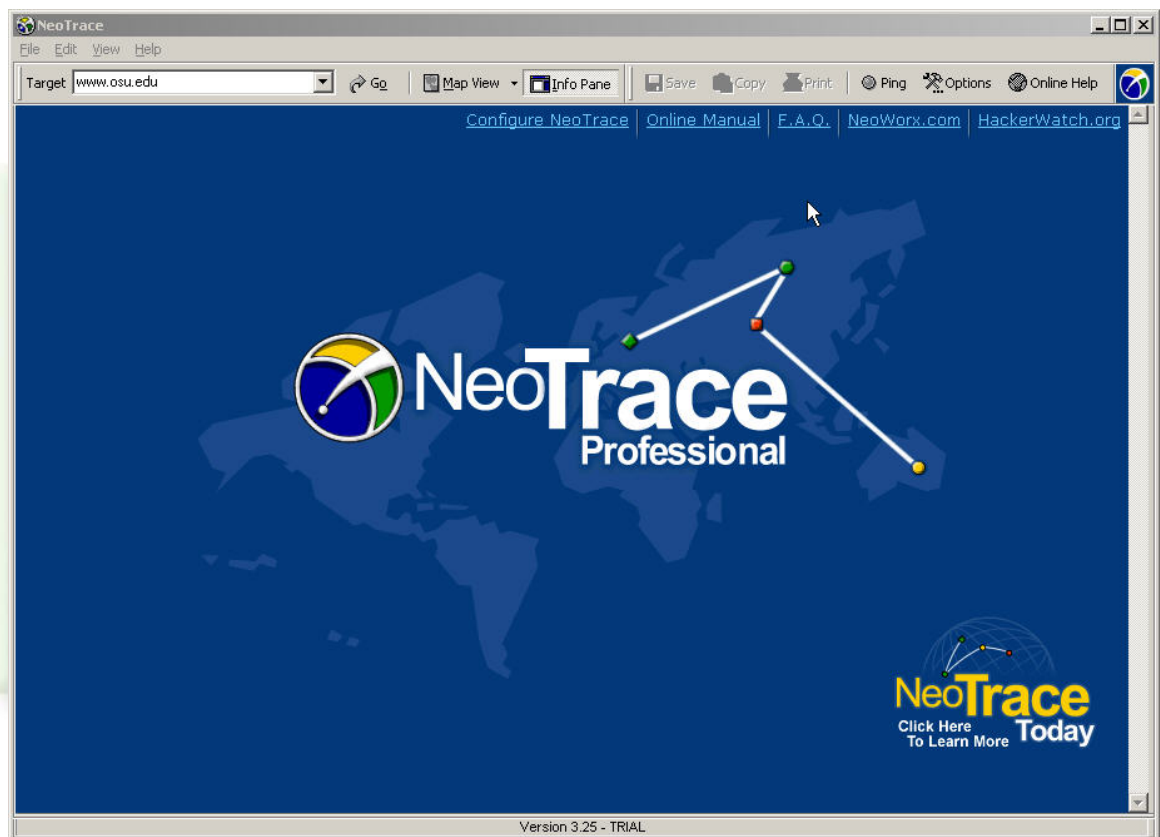 NeoTrace
File Edit View Help
Target www.osu.edu Go Map View Info Pane Save Copy Print Ping Options Online Help
Configure NeoTrace Online Manual F.A.Q. NeoWorx.com HackerWatch.org
NeoTrace
Professional
NeoTrace
Click Here
To Learn More
Today
Version 3.25 - TRIAL